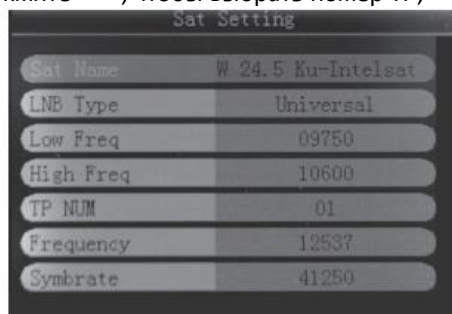 Sat Setting
Sat Name W 24.5 Ku-Intelsat
LNB Type Universal
Low Freq 09750
High Freq 10600
TP NUM 01
Frequency 12537
Symbrate 41250